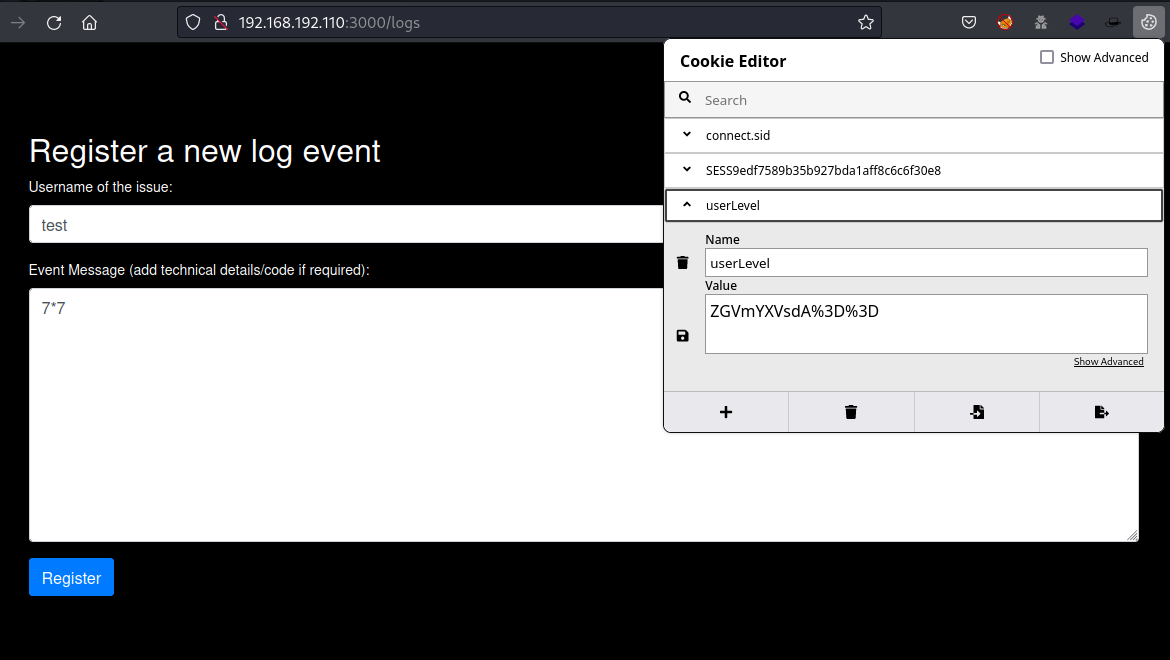 192.168.192.110:3000/logs
Cookie Editor
Show Advanced
Search
connect.sid
SESS9edf7589b35b927bda1aff8c6c6f30e8
userLevel
Name
userLevel
Value
ZGVmYXVsdA%3D%3D
Show Advanced
Register a new log event
Username of the issue:
test
Event Message (add technical details/code if required):
7*7
Register